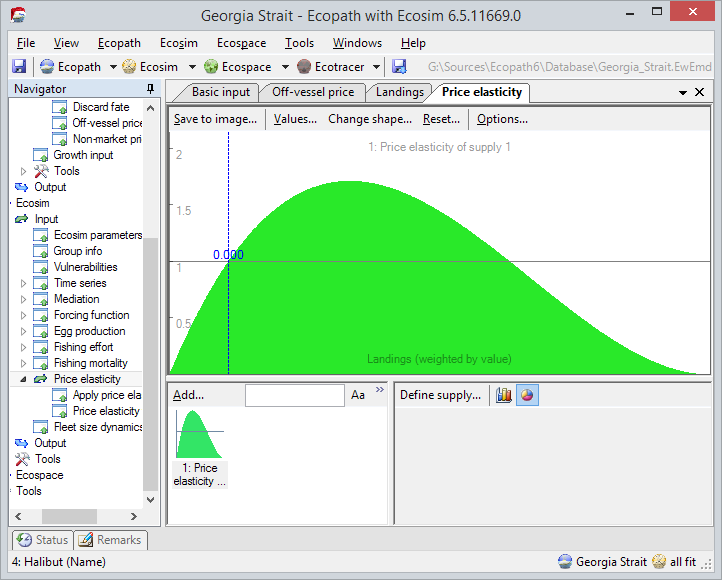 Georgia Strait - Ecopath with Ecosim 6.5.11669.0
File View Ecopath Ecosim Ecospace Tools Windows Help
Ecopath Ecosim Ecospace Ecotracer G:\Sources\Ecopath6\Database\Georgia_Strait.EwEmd
Navigator
Discard fate
Off-vessel price
Non-market pri
Growth input
Tools
Output
Ecosim
Input
Ecosim parameters
Group info
Vulnerabilities
Time series
Mediation
Forcing function
Egg production
Fishing effort
Fishing mortality
Price elasticity
Apply price ela
Price elasticity
Fleet size dynamics
Output
Tools
Ecospace
Tools
Basic input Off-vessel price Landings Price elasticity
Save to image... Values... Change shape... Reset... Options...
1: Price elasticity of supply 1
2
1.5
0.000
1
0.5
Landings (weighted by value)
Add... Aa »
1: Price
elasticity ...
Define supply...
Status Remarks
4: Halibut (Name) Georgia Strait all fit